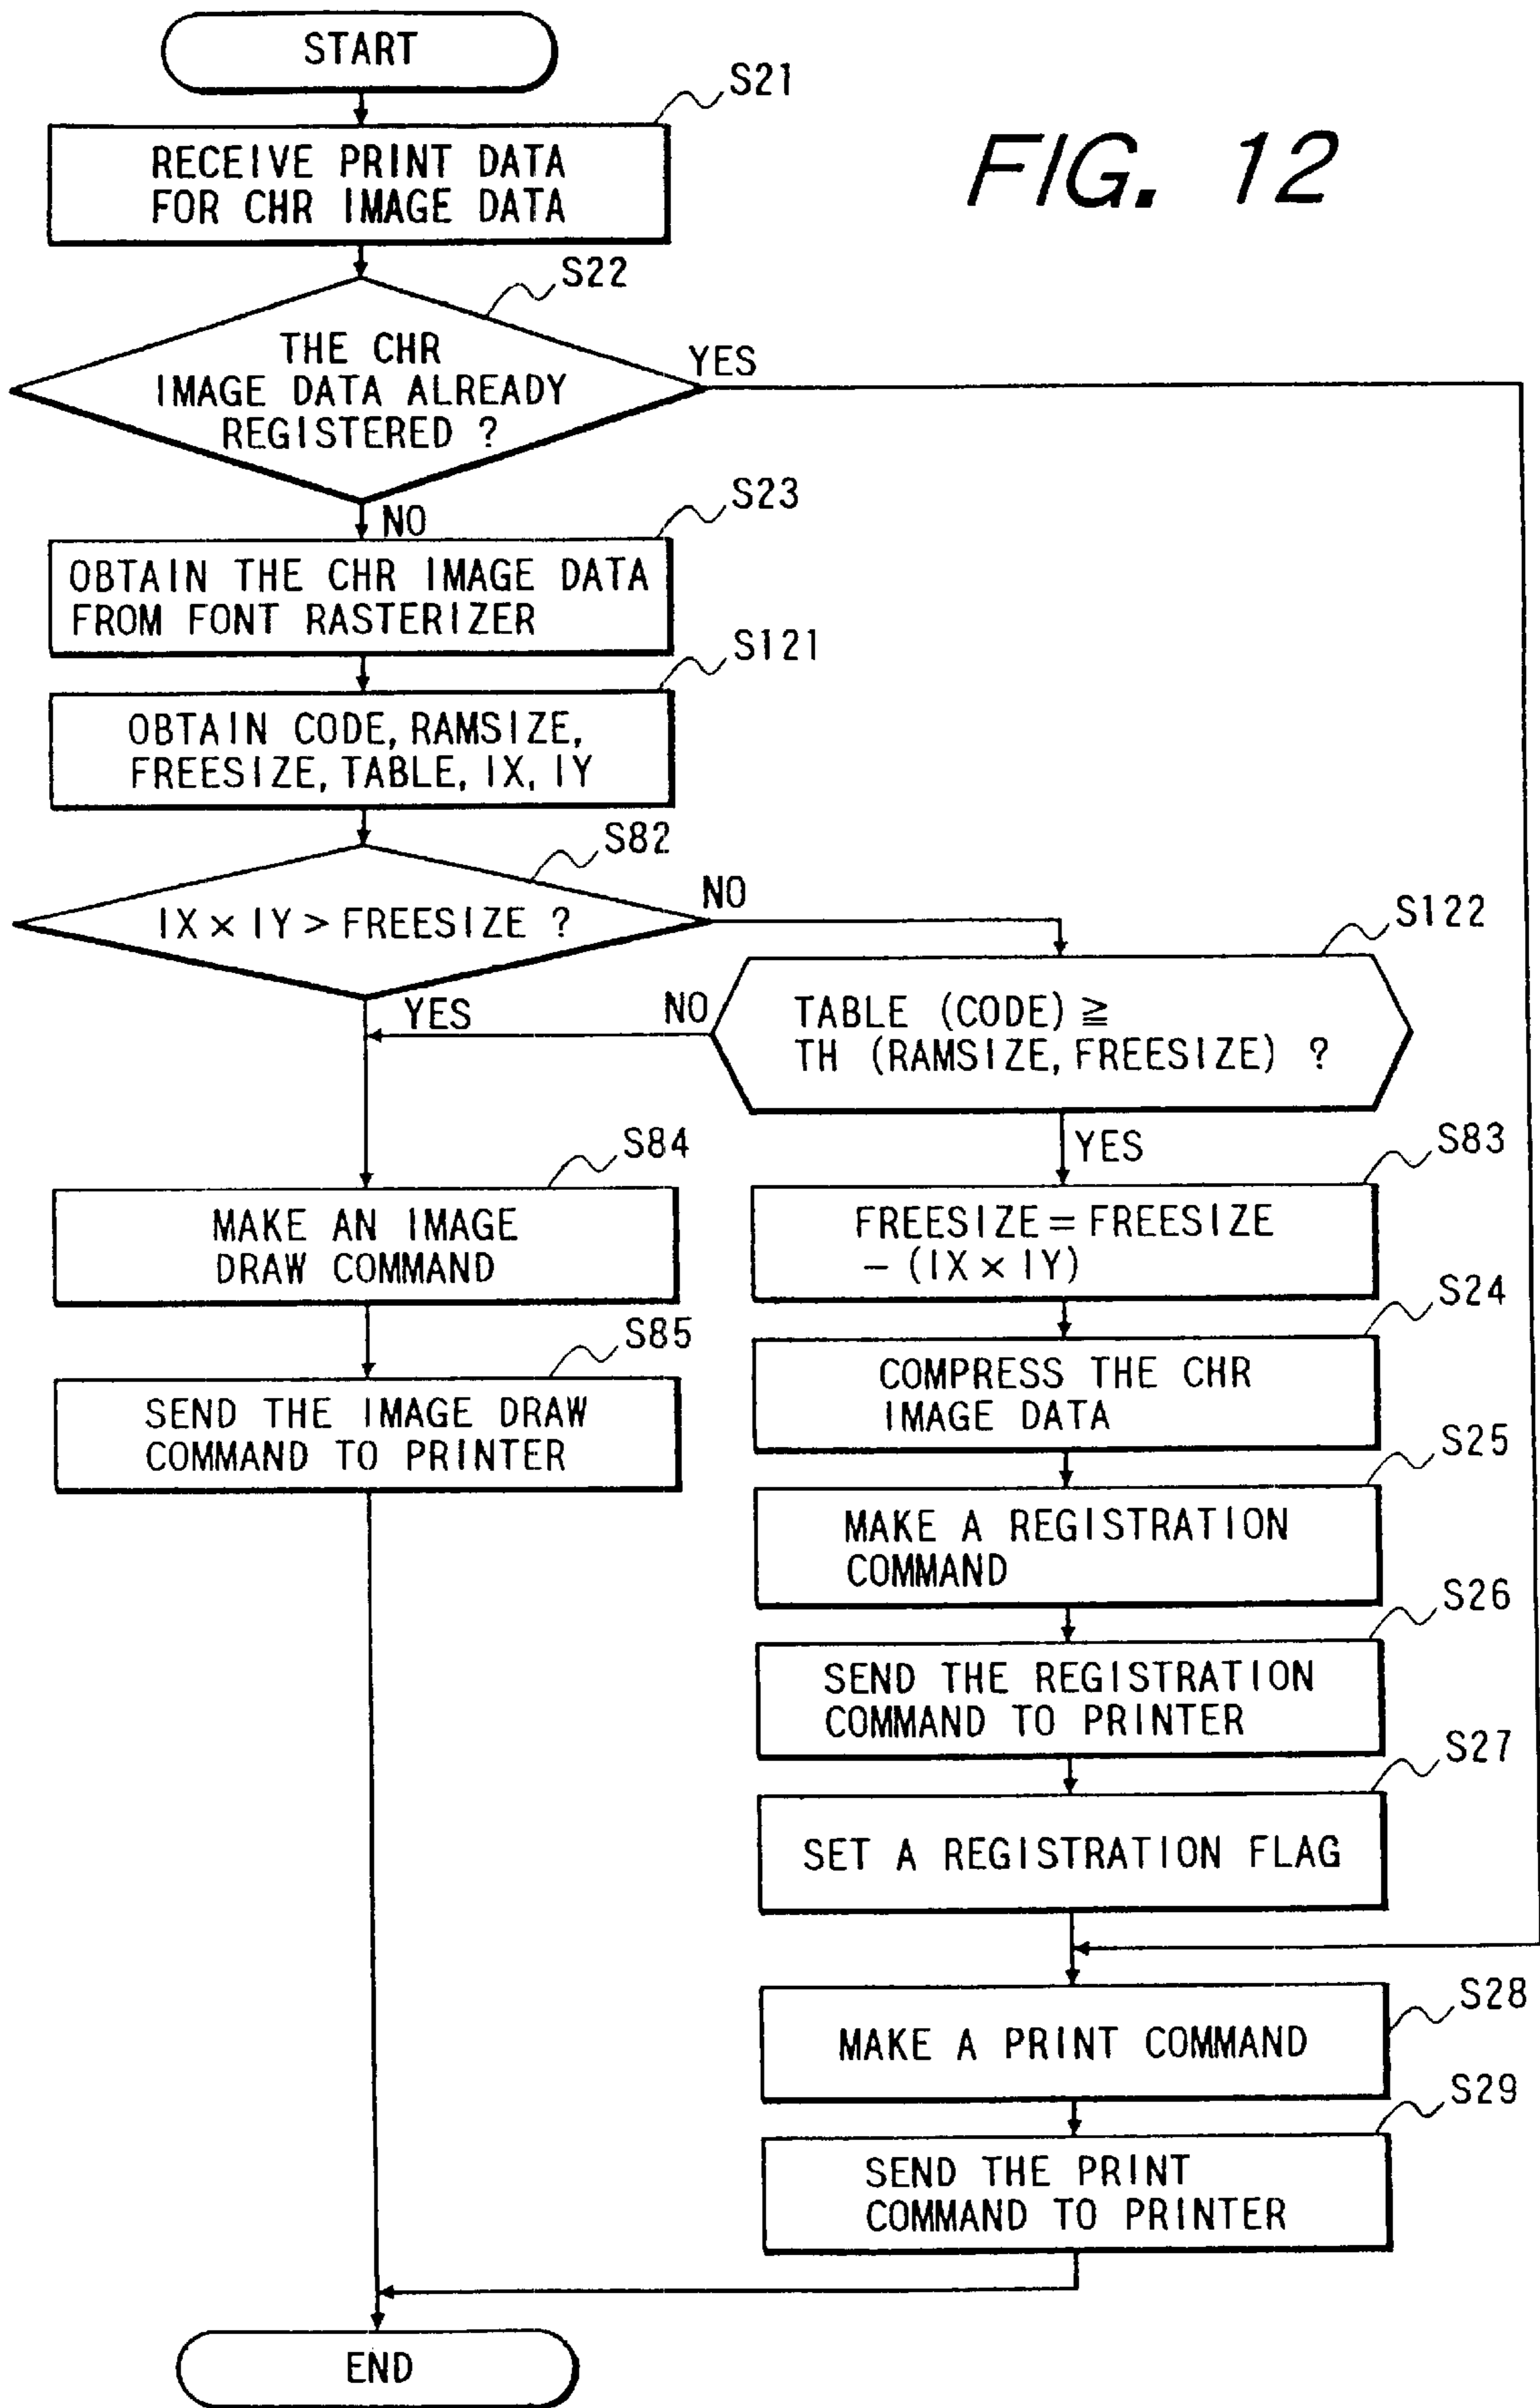 START
S21
FIG. 12
RECEIVE PRINT DATA
FOR CHR IMAGE DATA
S22
THE CHR
IMAGE DATA ALREADY
REGISTERED ?
YES
NO
S23
OBTAIN THE CHR IMAGE DATA
FROM FONT RASTERIZER
S121
OBTAIN CODE, RAMSIZE,
FREESIZE, TABLE, IX, IY
S82
IX × IY > FREESIZE ?
NO
YES
S122
NO
TABLE (CODE) ≧
TH (RAMSIZE, FREESIZE) ?
YES
S84
MAKE AN IMAGE
DRAW COMMAND
S85
SEND THE IMAGE DRAW
COMMAND TO PRINTER
S83
FREESIZE = FREESIZE
− (IX × IY)
S24
COMPRESS THE CHR
IMAGE DATA
S25
MAKE A REGISTRATION
COMMAND
S26
SEND THE REGISTRATION
COMMAND TO PRINTER
S27
SET A REGISTRATION FLAG
S28
MAKE A PRINT COMMAND
S29
SEND THE PRINT
COMMAND TO PRINTER
END